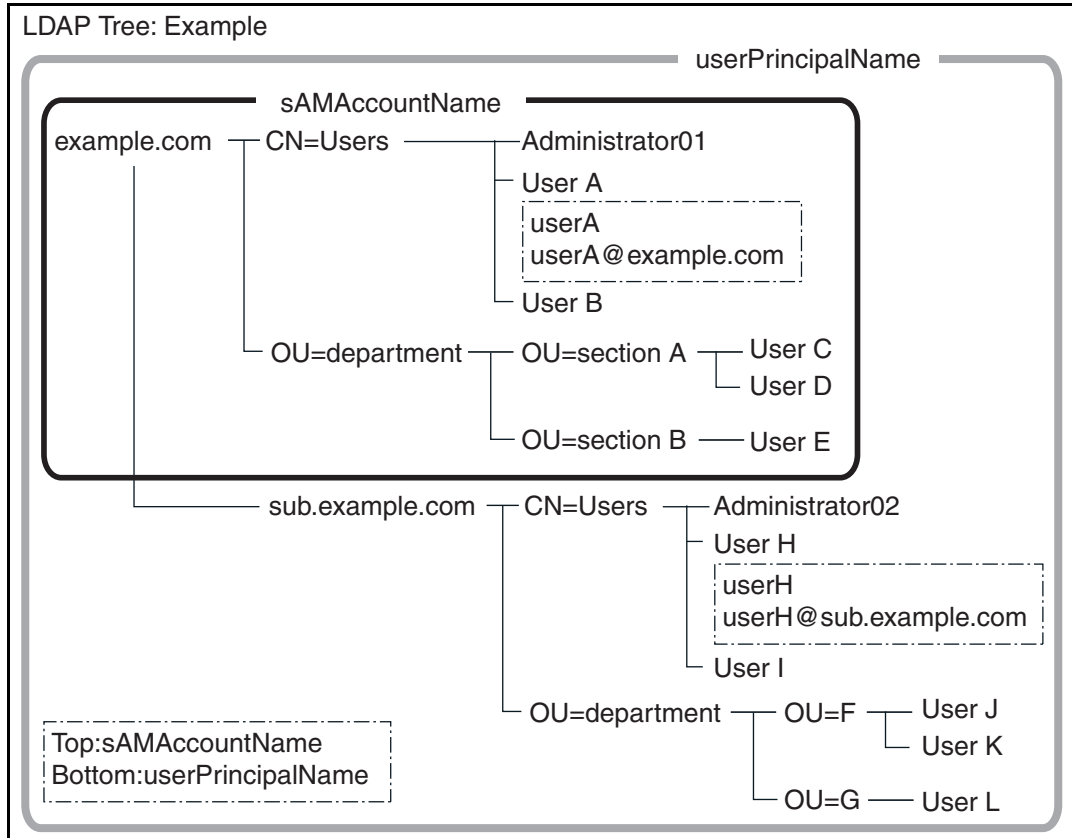 LDAP Tree: Example
userPrincipalName
sAMAccountName
example.com
CN=Users
Administrator01
User A
userA
userA@example.com
User B
OU=department
OU=section A
User C
User D
OU=section B
User E
sub.example.com
CN=Users
Administrator02
User H
userH
userH@sub.example.com
User I
OU=department
OU=F
User J
User K
OU=G
User L
Top:sAMAccountName
Bottom:userPrincipalName